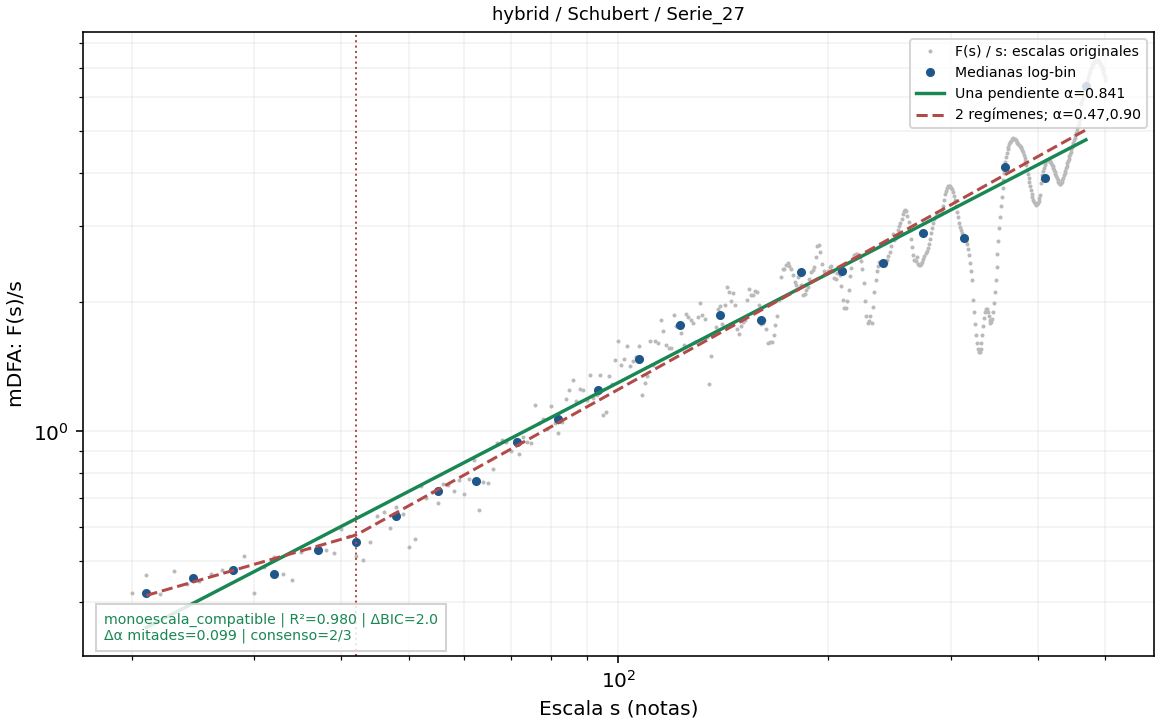 hybrid / Schubert / Serie_27
F(s) / s: escalas originales
Medianas log-bin
Una pendiente α=0.841
2 regímenes; α=0.47,0.90
mDFA: F(s)/s
10⁰
monoescala_compatible | R²=0.980 | ΔBIC=2.0
Δα mitades=0.099 | consenso=2/3
10²
Escala s (notas)